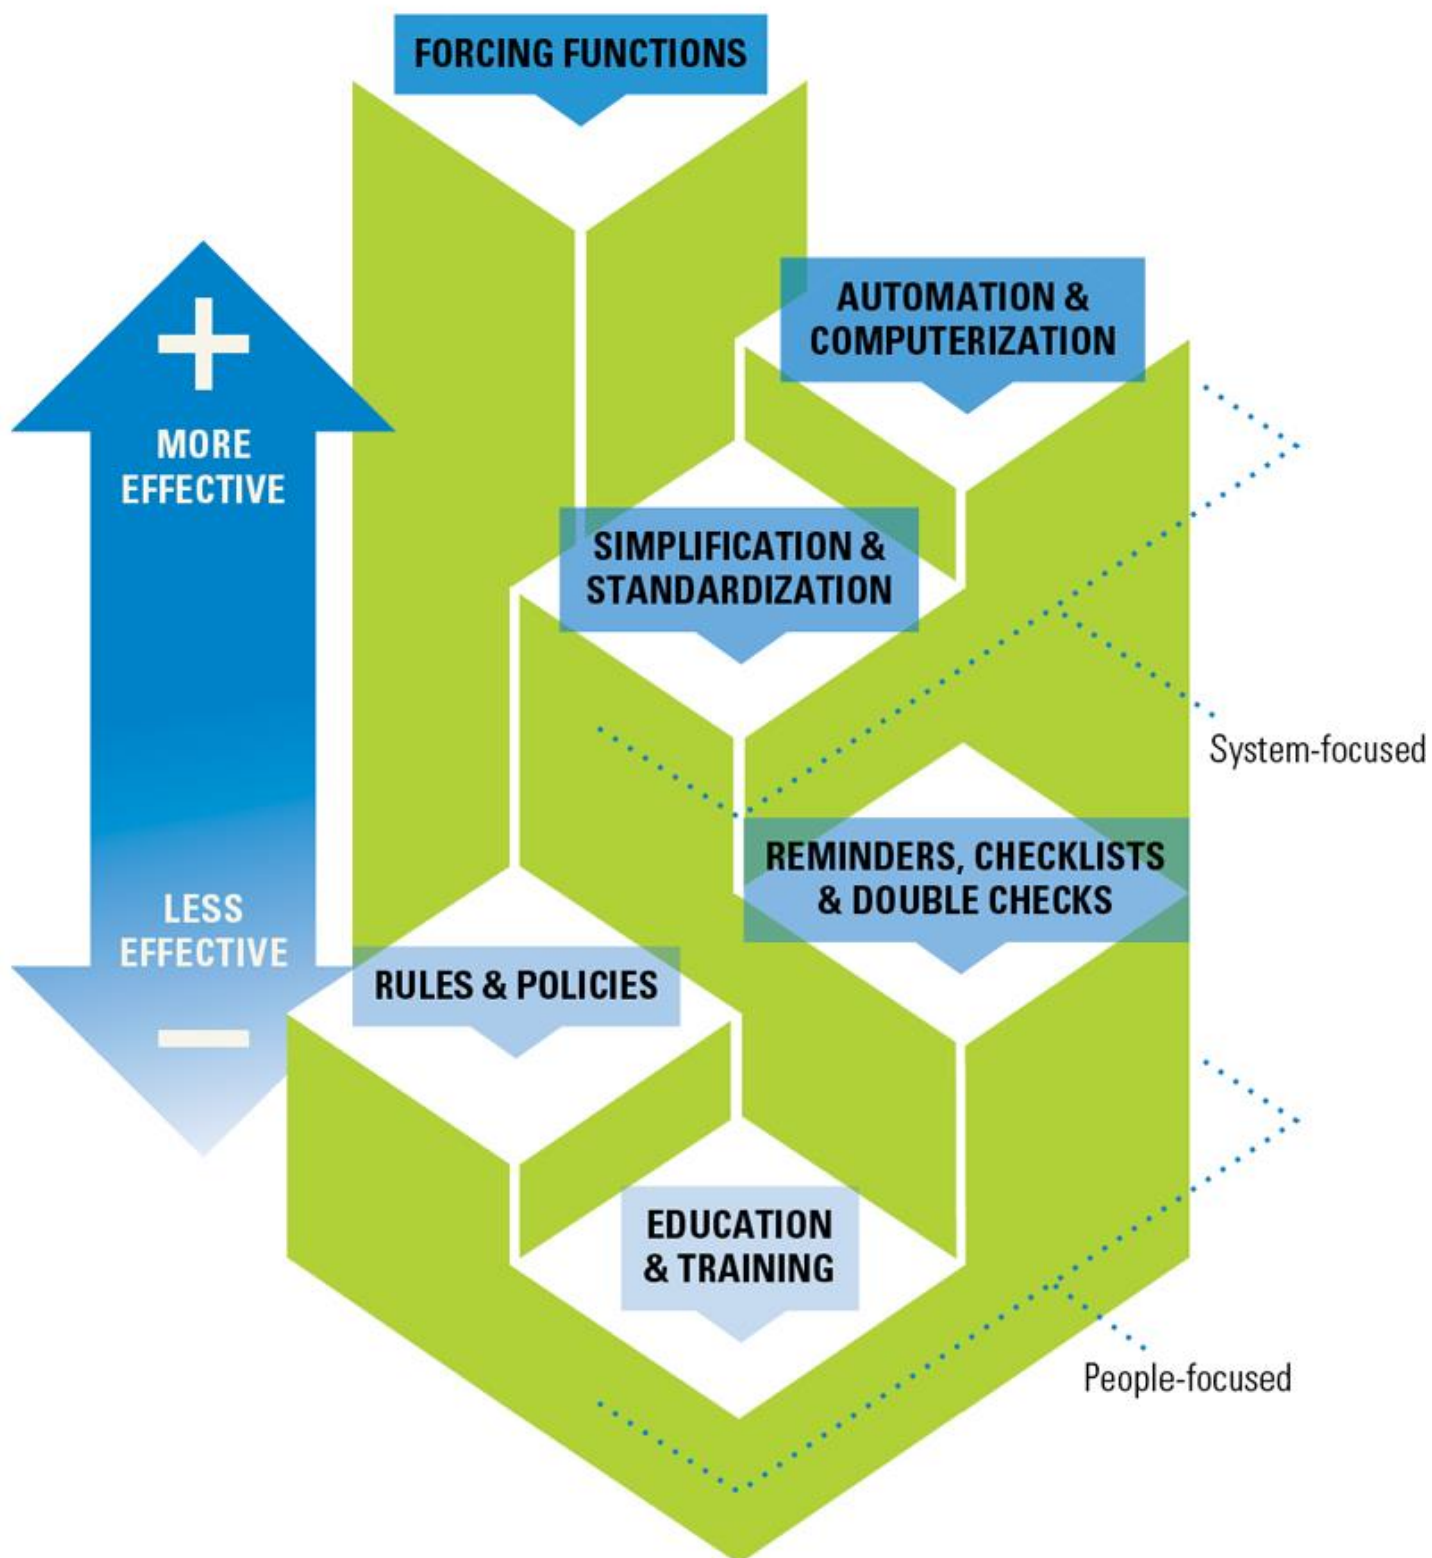 FORCING FUNCTIONS
AUTOMATION &
COMPUTERIZATION
+
MORE
EFFECTIVE
SIMPLIFICATION &
STANDARDIZATION
System-focused
REMINDERS, CHECKLISTS
& DOUBLE CHECKS
LESS
EFFECTIVE
−
RULES & POLICIES
EDUCATION
& TRAINING
People-focused